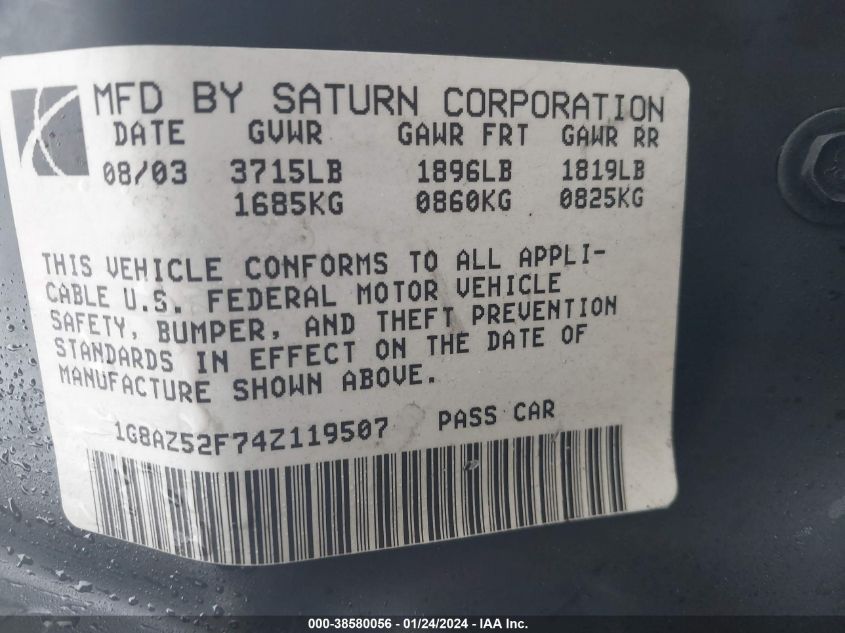 MFD BY SATURN CORPORATION
DATE GVWR GAWR FRT GAWR RR
08/03 3715LB 1896LB 1819LB
1685KG 0860KG 0825KG
THIS VEHICLE CONFORMS TO ALL APPLI-
CABLE U.S. FEDERAL MOTOR VEHICLE
SAFETY, BUMPER, AND THEFT PREVENTION
STANDARDS IN EFFECT ON THE DATE OF
MANUFACTURE SHOWN ABOVE.
1G8AZ52F74Z119507 PASS CAR
000-38580056 - 01/24/2024 - IAA Inc.